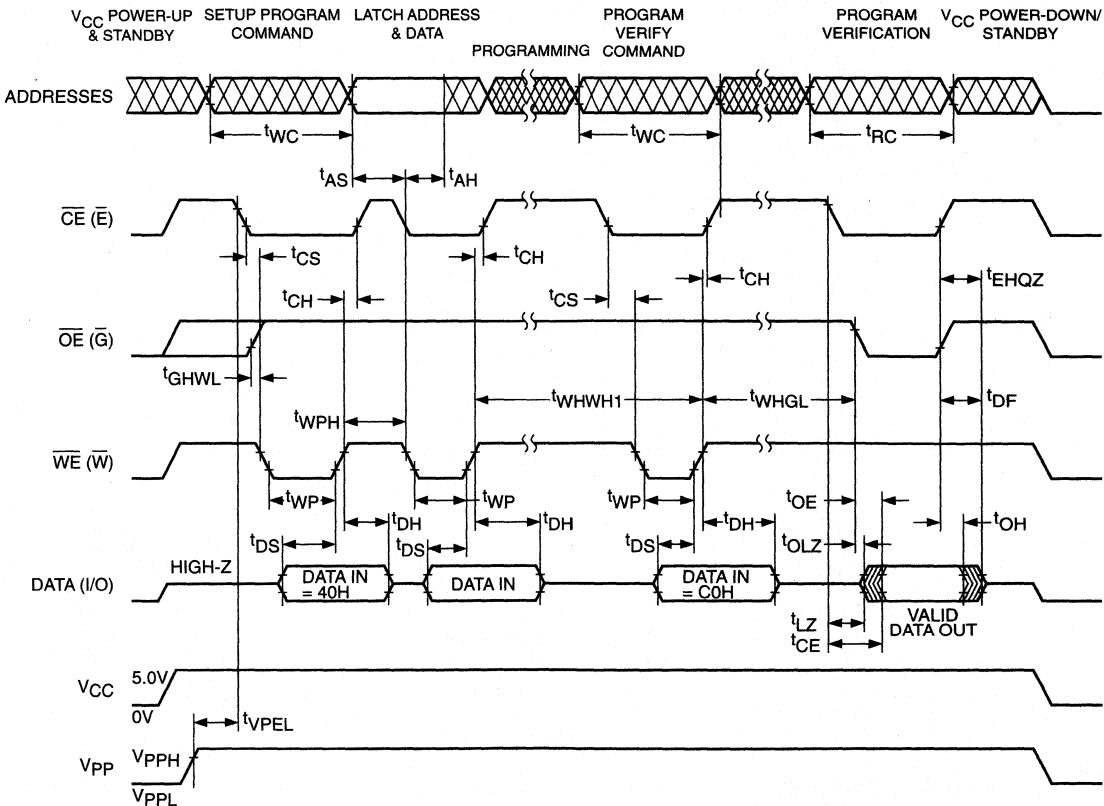 VCC POWER-UP
& STANDBY
SETUP PROGRAM
COMMAND
LATCH ADDRESS
& DATA
PROGRAMMING
PROGRAM
VERIFY
COMMAND
PROGRAM
VERIFICATION
VCC POWER-DOWN/
STANDBY
ADDRESSES
tWC
tWC
tRC
tAS
tAH
CE (E)
tCS
tCH
tCH
tCS
tCH
tEHQZ
OE (G)
tGHWL
tWPH
tWHWH1
tWHGL
tDF
WE (W)
tWP
tWP
tWP
tOE
tDH
tDH
tDH
tOH
tDS
tDS
tDS
tOLZ
HIGH-Z
DATA (I/O)
DATA IN
= 40H
DATA IN
DATA IN
= C0H
VALID
DATA OUT
tLZ
tCE
VCC
5.0V
0V
tVPEL
VPP
VPPH
VPPL